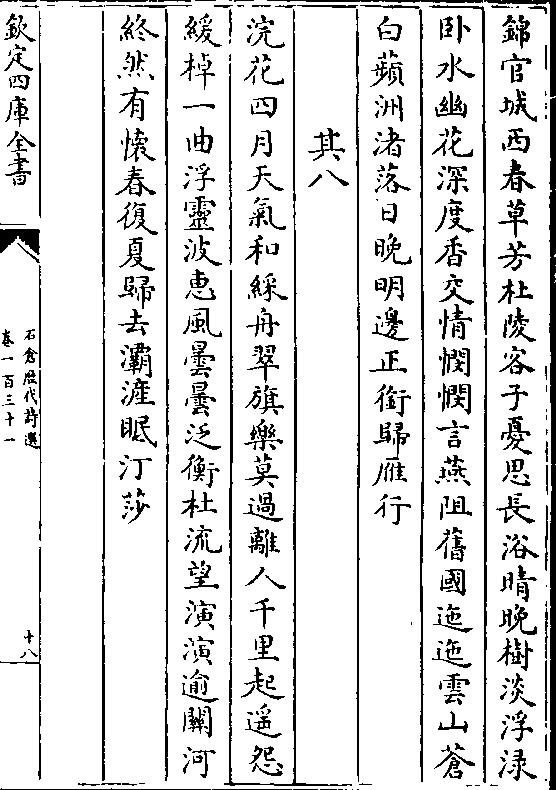 錦官城西春草芳杜陵客子憂思長浴晴晚樹淡浮渌
卧水幽花深度香交情憫憫言燕阻舊國迤迤雲山蒼
白蘋洲渚落日晚明邊正銜歸雁行
其八
浣花四月天氣和綵舟翠旗樂莫過離人千里起遥怨
緩棹一曲浮靈波惠風曇曇泛衡杜流望演演逾關河
終然有懷春復夏歸去灞涯眠汀莎
欽定四庫全書
石倉歷代詩選
卷一百三十一
十八